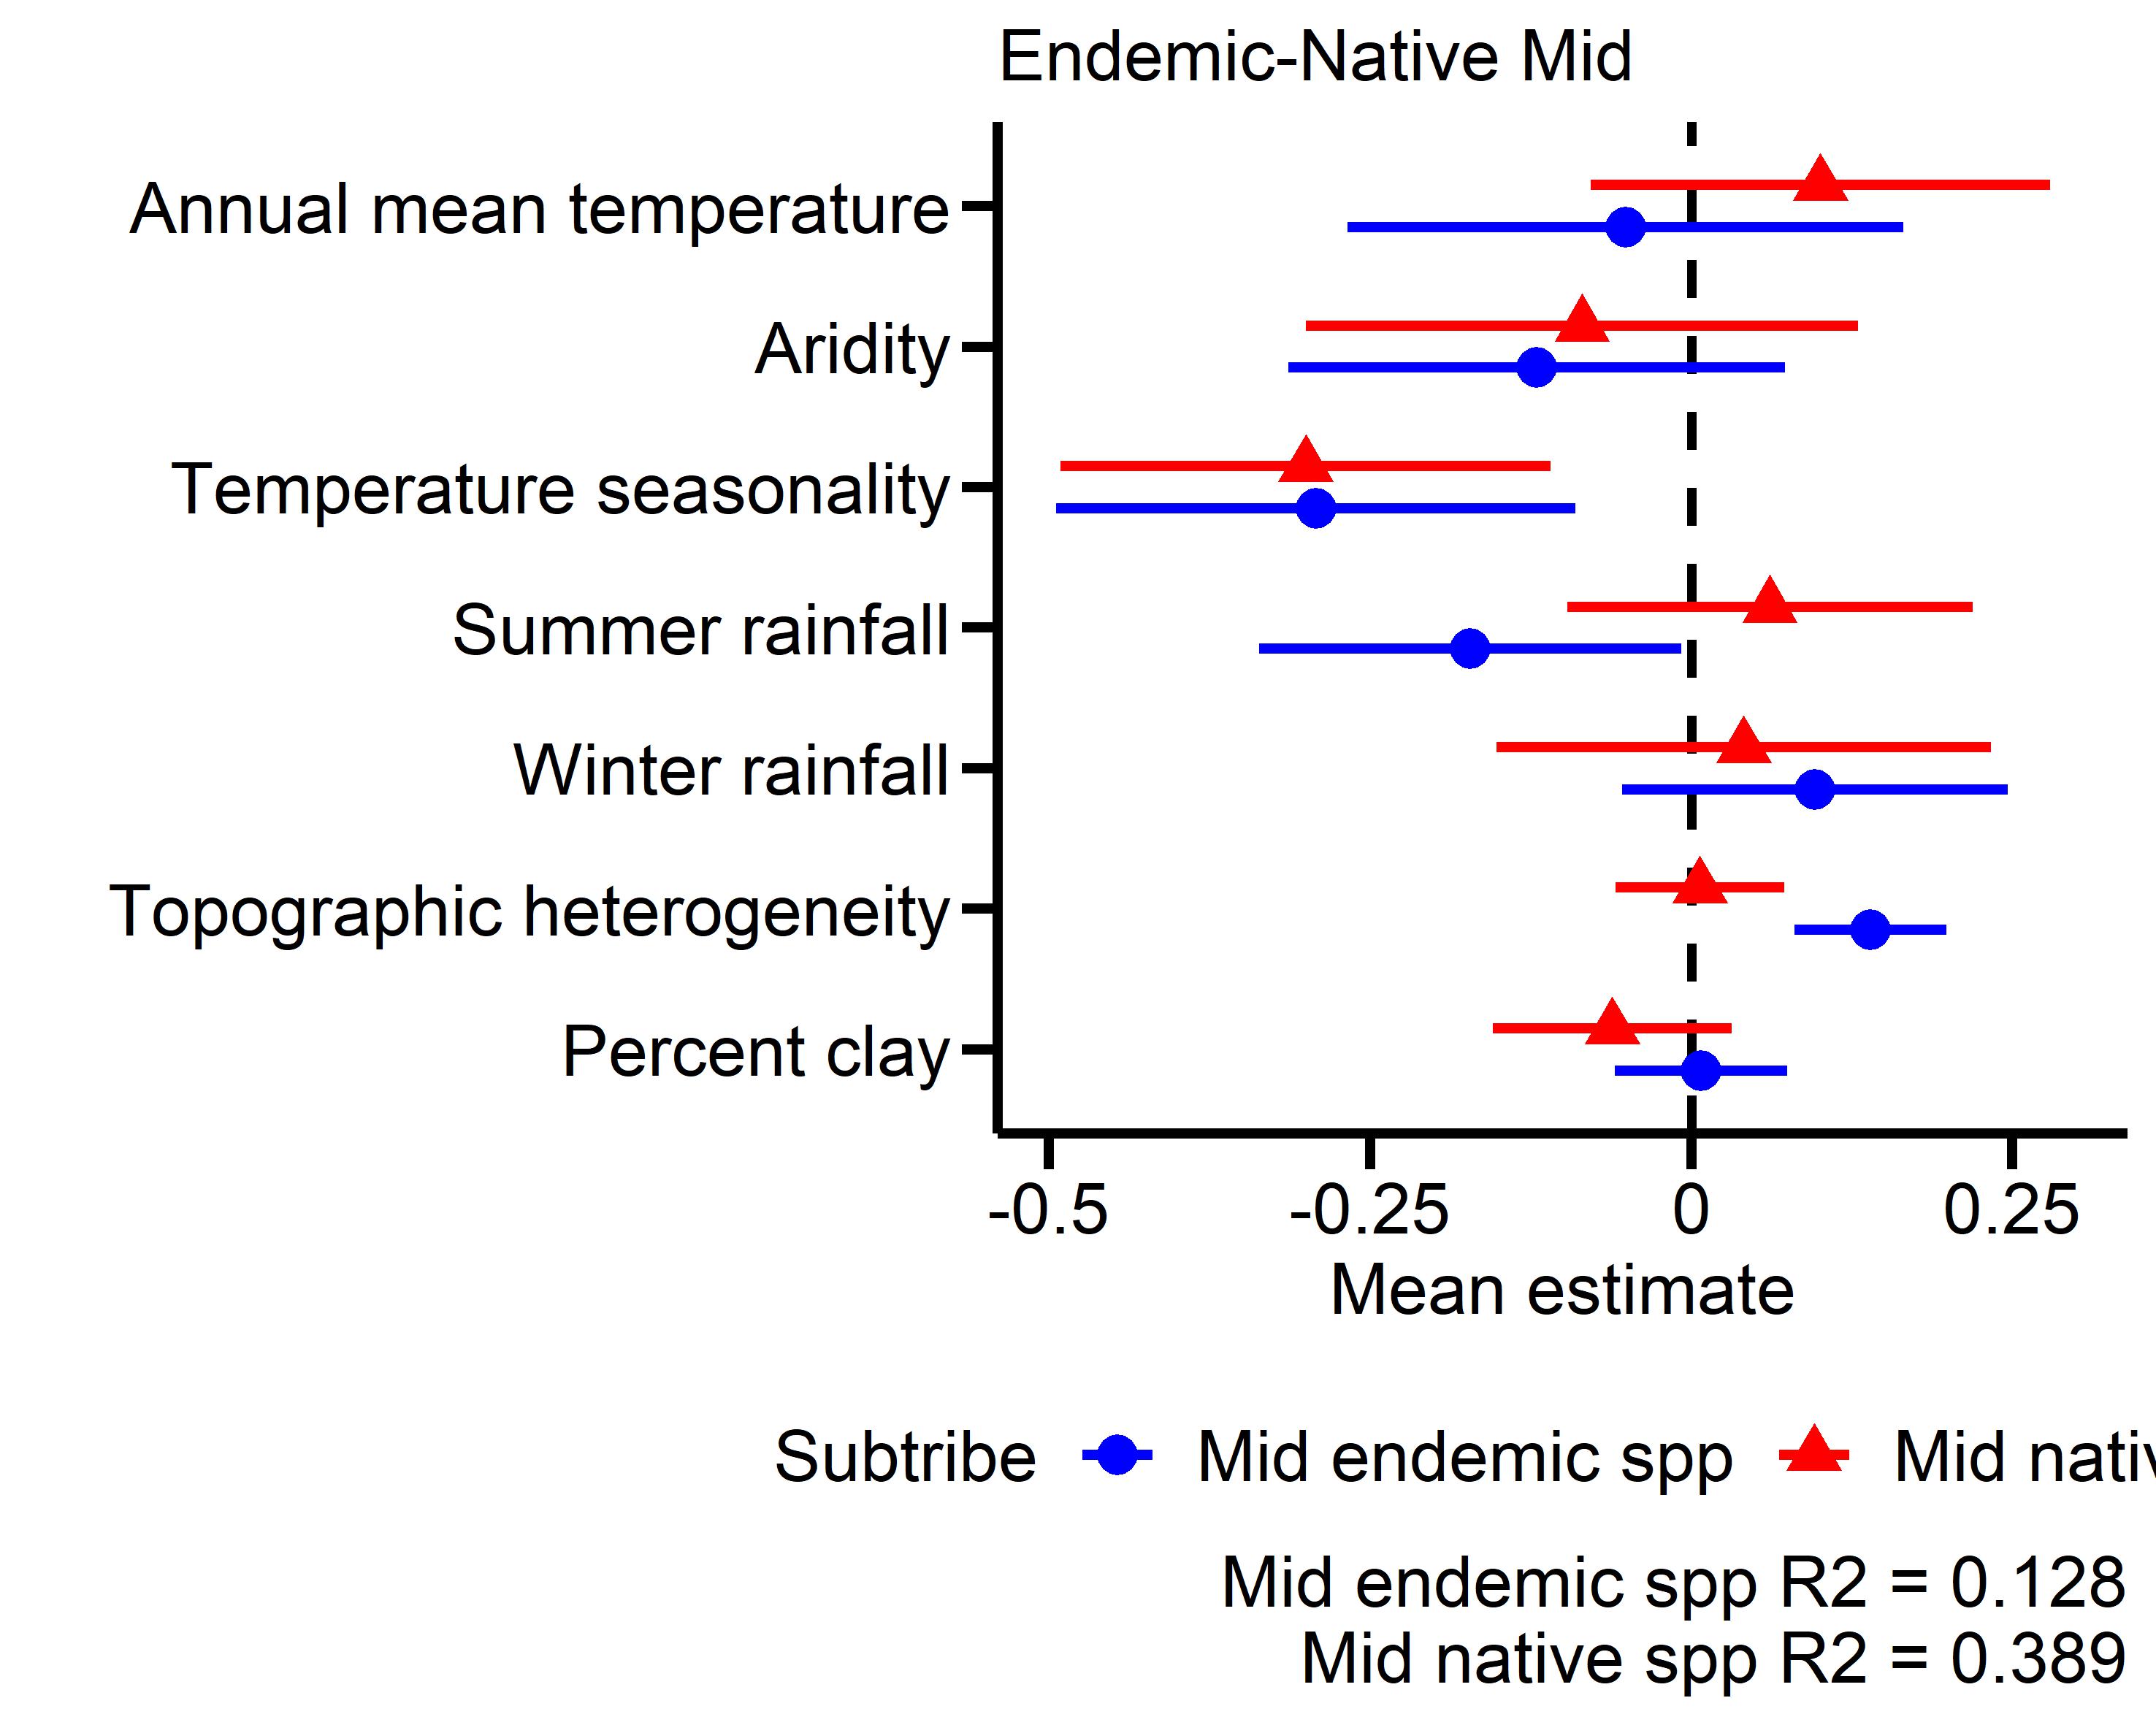 Endemic-Native Mid
Annual mean temperature
Aridity
Temperature seasonality
Summer rainfall
Winter rainfall
Topographic heterogeneity
Percent clay
-0.5 -0.25 0 0.25
Mean estimate
Subtribe Mid endemic spp Mid
Mid endemic spp R2 = 0.128
Mid native spp R2 = 0.389